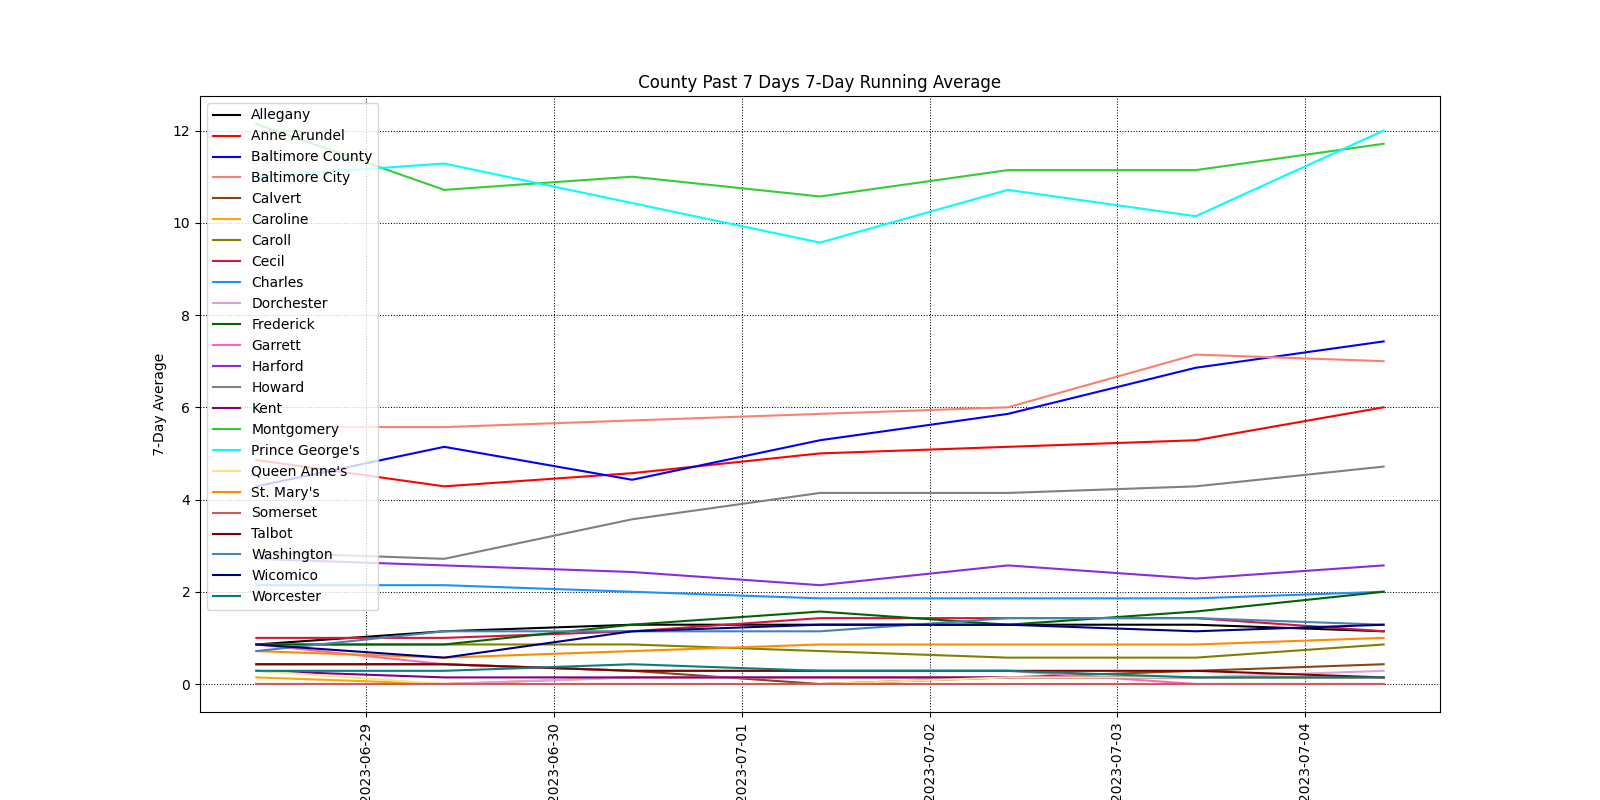 County Past 7 Days 7-Day Running Average
7-Day Average
12
10
8
6
4
2
0
Allegany
Anne Arundel
Baltimore County
Baltimore City
Calvert
Caroline
Caroll
Cecil
Charles
Dorchester
Frederick
Garrett
Harford
Howard
Kent
Montgomery
Prince George's
Queen Anne's
St. Mary's
Somerset
Talbot
Washington
Wicomico
Worcester
2023-06-29
2023-06-30
2023-07-01
2023-07-02
2023-07-03
2023-07-04